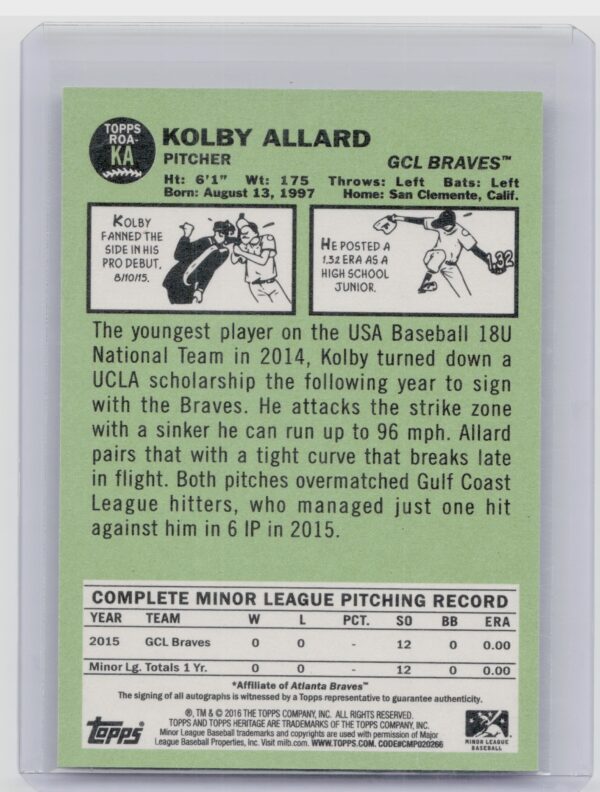 TOPPS
ROA-
KA
KOLBY ALLARD
PITCHER
GCL BRAVES™
Ht: 6'1" Wt: 175 Throws: Left Bats: Left
Born: August 13, 1997 Home: San Clemente, Calif.
KOLBY
FANNED THE
SIDE IN HIS
PRO DEBUT,
8/10/15.
HE POSTED A
1.32 ERA AS A
HIGH SCHOOL
JUNIOR.
1.32
The youngest player on the USA Baseball 18U
National Team in 2014, Kolby turned down a
UCLA scholarship the following year to sign
with the Braves. He attacks the strike zone
with a sinker he can run up to 96 mph. Allard
pairs that with a tight curve that breaks late
in flight. Both pitches overmatched Gulf Coast
League hitters, who managed just one hit
against him in 6 IP in 2015.
COMPLETE MINOR LEAGUE PITCHING RECORD
YEAR TEAM W L PCT. SO BB ERA
2015 GCL Braves 0 0 - 12 0 0.00
Minor Lg. Totals 1 Yr. 0 0 - 12 0 0.00
*Affiliate of Atlanta Braves™
The signing of all autographs is witnessed by a Topps representative to guarantee authenticity.
®, TM & © 2016 THE TOPPS COMPANY, INC. ALL RIGHTS RESERVED.
TOPPS AND TOPPS HERITAGE ARE TRADEMARKS OF THE TOPPS COMPANY, INC.
Minor League Baseball trademarks and copyrights are used with permission of Major
League Baseball Properties, Inc. Visit milb.com. WWW.TOPPS.COM. CODE#CMP020266
Topps
MINOR LEAGUE
BASEBALL